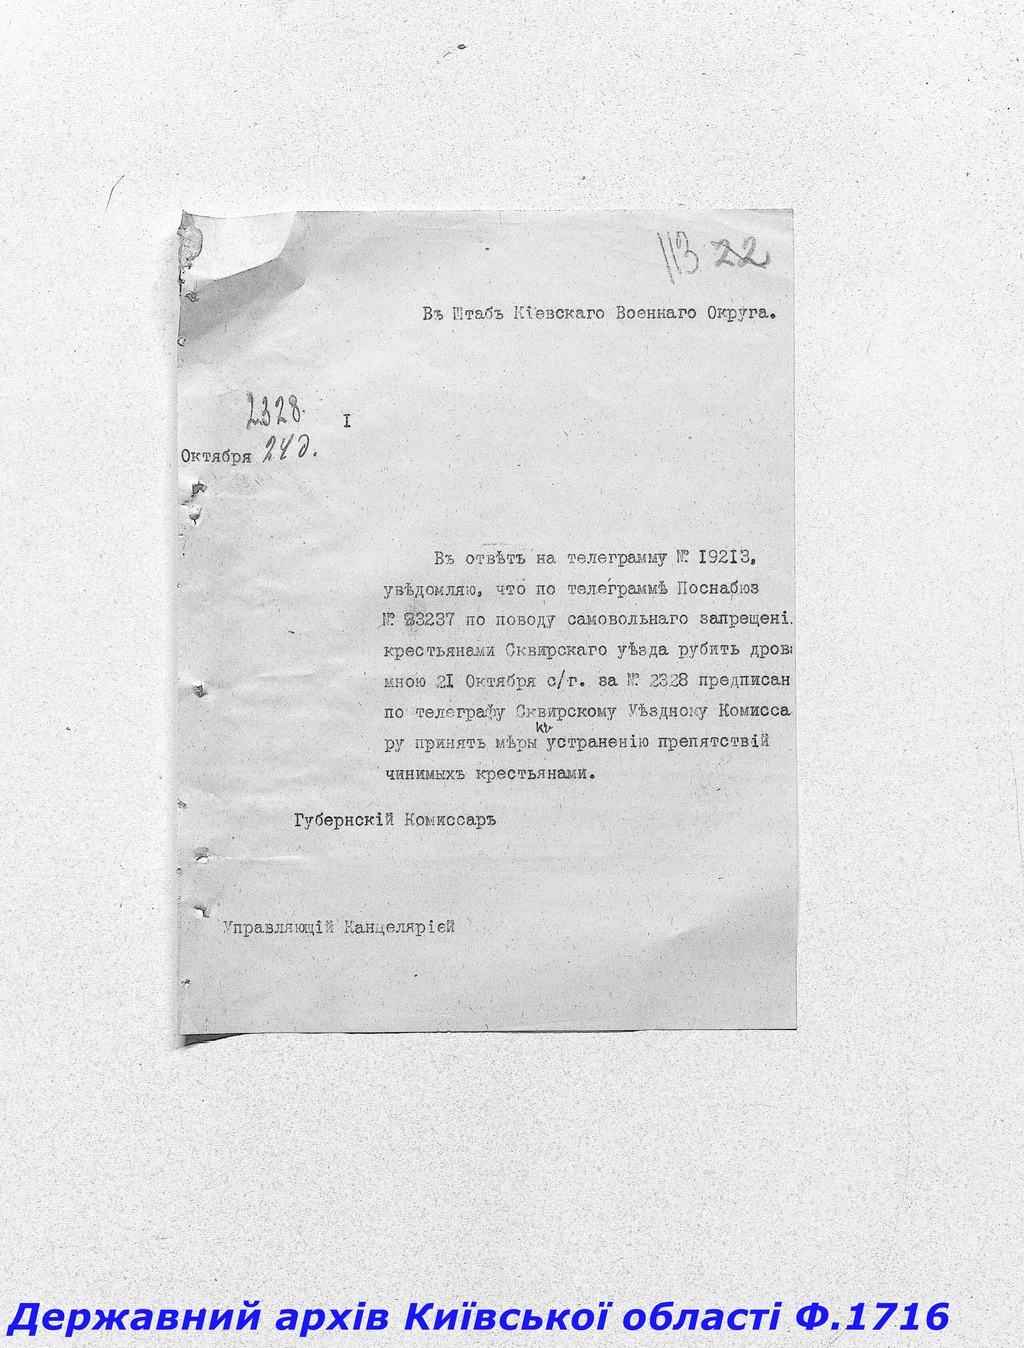 113 22
Въ Штабъ Кіевскаго Военнаго Округа.
2328. I
Октября 24 д.
Въ отвѣтъ на телеграмму № 19213,
увѣдомляю, что по телеграммѣ Поснабюз
№ 33237 по поводу самовольнаго запрещені
крестьянами Сквирскаго уѣзда рубить дрова
мною 21 Октября с/г. за № 2328 предписан
по телеграфу Сквирскому Уѣздному Комисса
ру принять мѣры къ устраненію препятствій
чинимыхъ крестьянами.
Губернскій Комиссаръ
Управляющій Канцеляріей
Державний архів Київської області Ф.1716